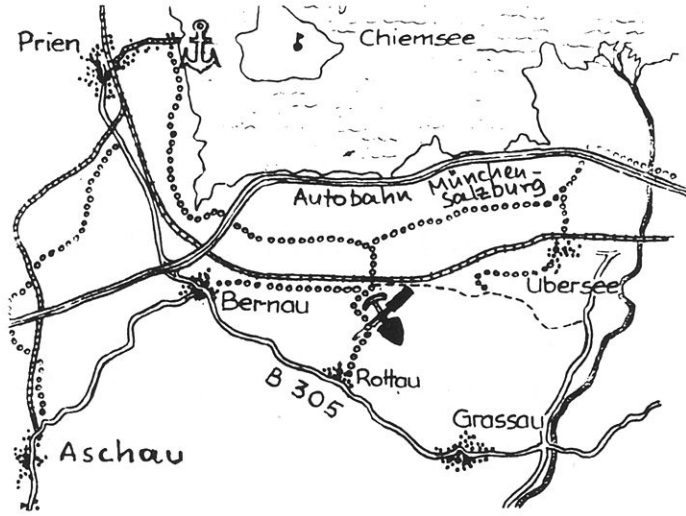 Prien
Chiemsee
Autobahn
München-
Salzburg
Bernau
Übersee
Rottau
B 305
Grassau
Aschau